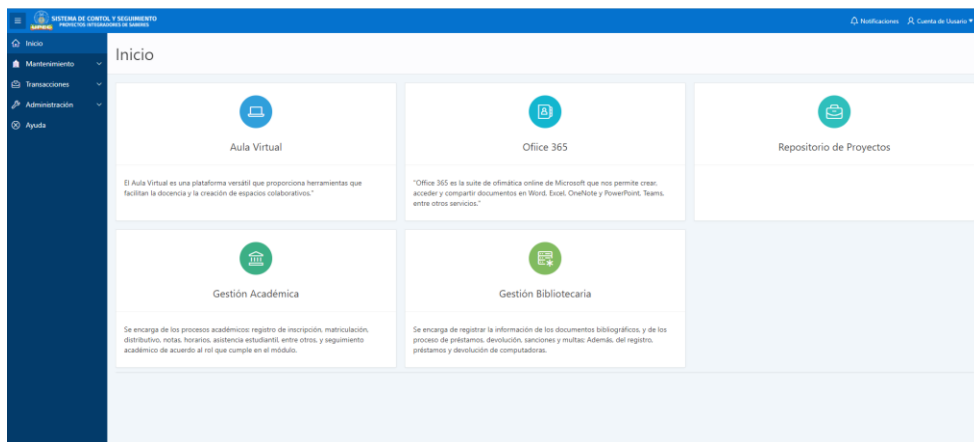 SISTEMA DE CONTOL Y SEGUIMIENTO
PROYECTOS INTEGRADORES DE SABERES
Notificaciones
Cuenta de Usuario
Inicio
Mantenimiento
Transacciones
Administración
Ayuda
Inicio
Aula Virtual
El Aula Virtual es una plataforma versátil que proporciona herramientas que
facilitan la docencia y la creación de espacios colaborativos."
Ofiice 365
"Office 365 es la suite de ofimática online de Microsoft que nos permite crear,
acceder y compartir documentos en Word, Excel, OneNote y PowerPoint, Teams,
entre otros servicios."
Repositorio de Proyectos
Gestión Académica
Se encarga de los procesos académicos: registro de inscripción, matriculación,
distributivo, notas, horarios, asistencia estudiantil, entre otros, y seguimiento
académico de acuerdo al rol que cumple en el módulo.
Gestión Bibliotecaria
Se encarga de registrar la información de los documentos bibliográficos, y de los
proceso de préstamos, devolución, sanciones y multas: Además, del registro,
préstamos y devolución de computadoras.